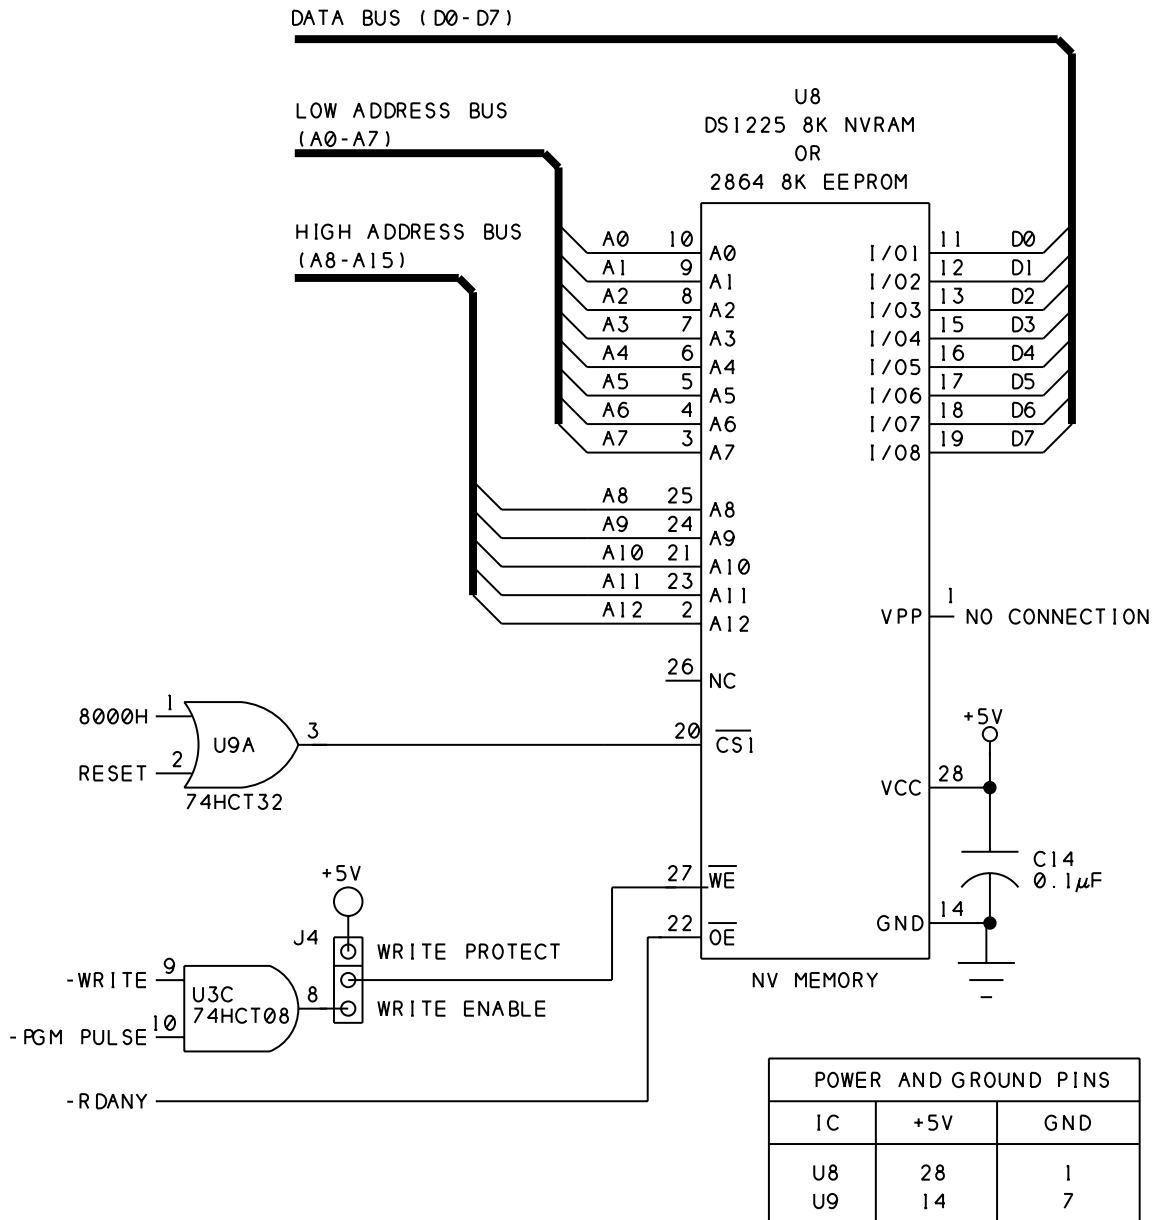 DATA BUS (D0-D7)
LOW ADDRESS BUS
(A0-A7)
HIGH ADDRESS BUS
(A8-A15)
U8
DS1225 8K NVRAM
OR
2864 8K EEPROM
A0 10 A0
A1 9 A1
A2 8 A2
A3 7 A3
A4 6 A4
A5 5 A5
A6 4 A6
A7 3 A7
A8 25 A8
A9 24 A9
A10 21 A10
A11 23 A11
A12 2 A12
26 NC
20 CS1
27 WE
22 OE
I/O1 11 D0
I/O2 12 D1
I/O3 13 D2
I/O4 15 D3
I/O5 16 D4
I/O6 17 D5
I/O7 18 D6
I/O8 19 D7
VPP 1 NO CONNECTION
+5V
VCC 28
C14
0.1µF
GND 14
NV MEMORY
8000H 1
RESET 2
U9A
3
74HCT32
+5V
J4
WRITE PROTECT
WRITE ENABLE
-WRITE 9
-PGM PULSE 10
U3C
74HCT08
8
-RDANY
POWER AND GROUND PINS
IC +5V GND
U8 28 1
U9 14 7